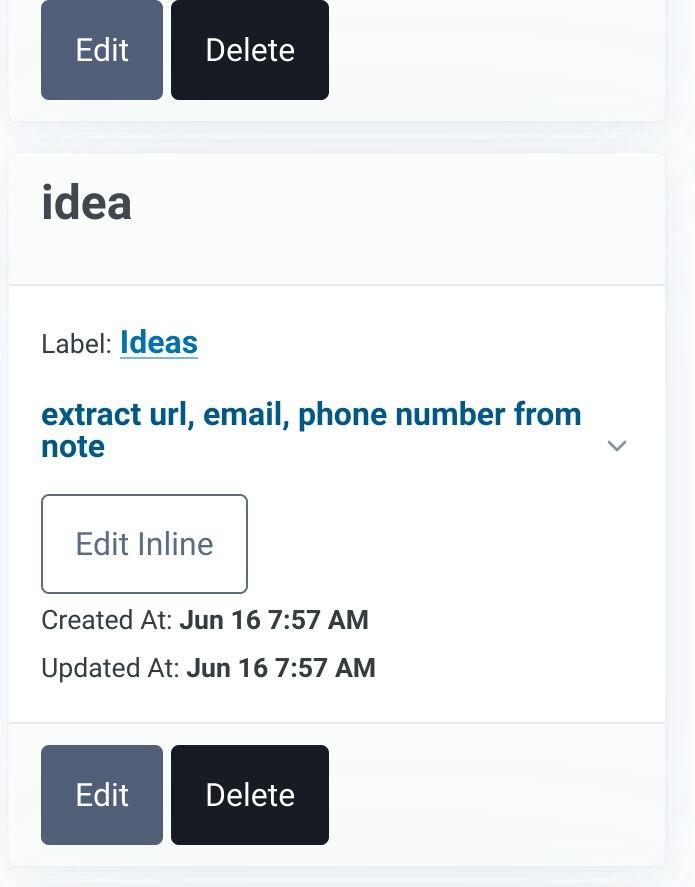 Edit Delete
idea
Label: Ideas
extract url, email, phone number from
note
Edit Inline
Created At: Jun 16 7:57 AM
Updated At: Jun 16 7:57 AM
Edit Delete